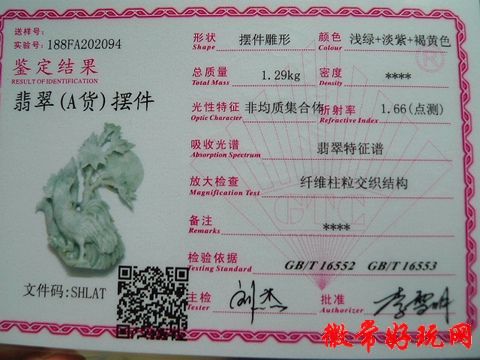 送样号:
实验号: 188FA202094
鉴定结果
RESULT OF IDENTIFICATION
翡翠(A货)摆件
文件码:SHLAT
形状 摆件雕形 颜色 浅绿+淡紫+褐黄色
Shape Colour
总质量 1.29kg 密度 ****
Total Mass Density
光性特征 非均质集合体 折射率 1.66(点测)
Optic Character Refractive Index
吸收光谱 翡翠特征谱
Absorption Spectrum
放大检查 纤维柱粒交织结构
Magnification Test
备注 ****
Remarks
检验依据 GB/T 16552 GB/T 16553
Testing Standard
主检 刘杰 批准
Tester Authorizer
徽帝好玩网